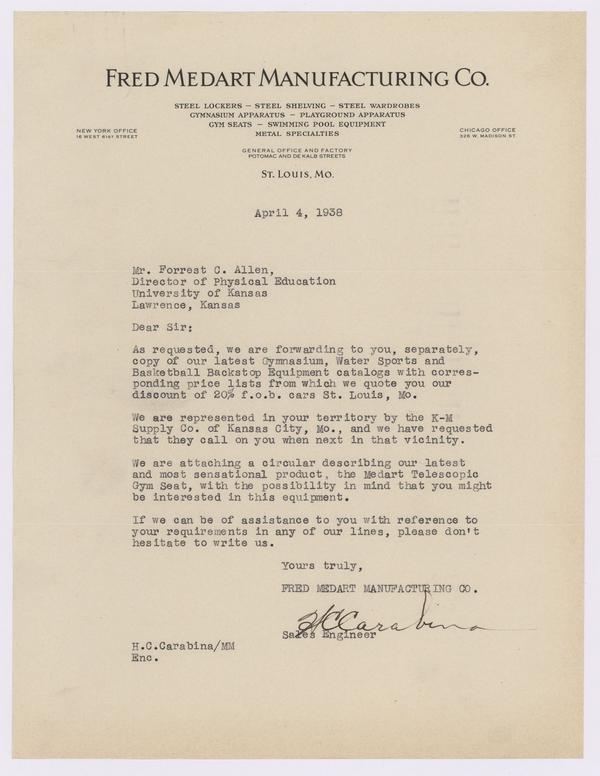 FRED MEDART MANUFACTURING CO.
STEEL LOCKERS – STEEL SHELVING – STEEL WARDROBES
GYMNASIUM APPARATUS – PLAYGROUND APPARATUS
GYM SEATS – SWIMMING POOL EQUIPMENT
METAL SPECIALTIES
NEW YORK OFFICE
16 WEST 61ST STREET
CHICAGO OFFICE
326 W. MADISON ST.
GENERAL OFFICE AND FACTORY
POTOMAC AND DE KALB STREETS
ST. LOUIS, MO.
April 4, 1938
Mr. Forrest C. Allen,
Director of Physical Education
University of Kansas
Lawrence, Kansas
Dear Sir:
As requested, we are forwarding to you, separately,
copy of our latest Gymnasium, Water Sports and
Basketball Backstop Equipment catalogs with corres-
ponding price lists from which we quote you our
discount of 20% f.o.b. cars St. Louis, Mo.
We are represented in your territory by the K-M
Supply Co. of Kansas City, Mo., and we have requested
that they call on you when next in that vicinity.
We are attaching a circular describing our latest
and most sensational product, the Medart Telescopic
Gym Seat, with the possibility in mind that you might
be interested in this equipment.
If we can be of assistance to you with reference to
your requirements in any of our lines, please don't
hesitate to write us.
Yours truly,
FRED MEDART MANUFACTURING CO.
H C Carabina
Sales Engineer
H.C.Carabina/MM
Enc.